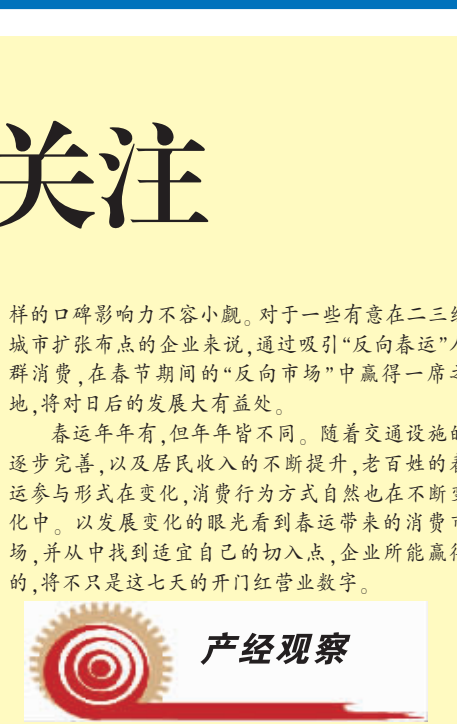 关注
样的口碑影响力不容小觑。对于一些有意在二三线
城市扩张布点的企业来说,通过吸引“反向春运”人
群消费,在春节期间的“反向市场”中赢得一席之
地,将对日后的发展大有益处。
春运年年有,但年年皆不同。随着交通设施的
逐步完善,以及居民收入的不断提升,老百姓的春
运参与形式在变化,消费行为方式自然也在不断变
化中。以发展变化的眼光看到春运带来的消费市
场,并从中找到适宜自己的切入点,企业所能赢得
的,将不只是这七天的开门红营业数字。
产经观察